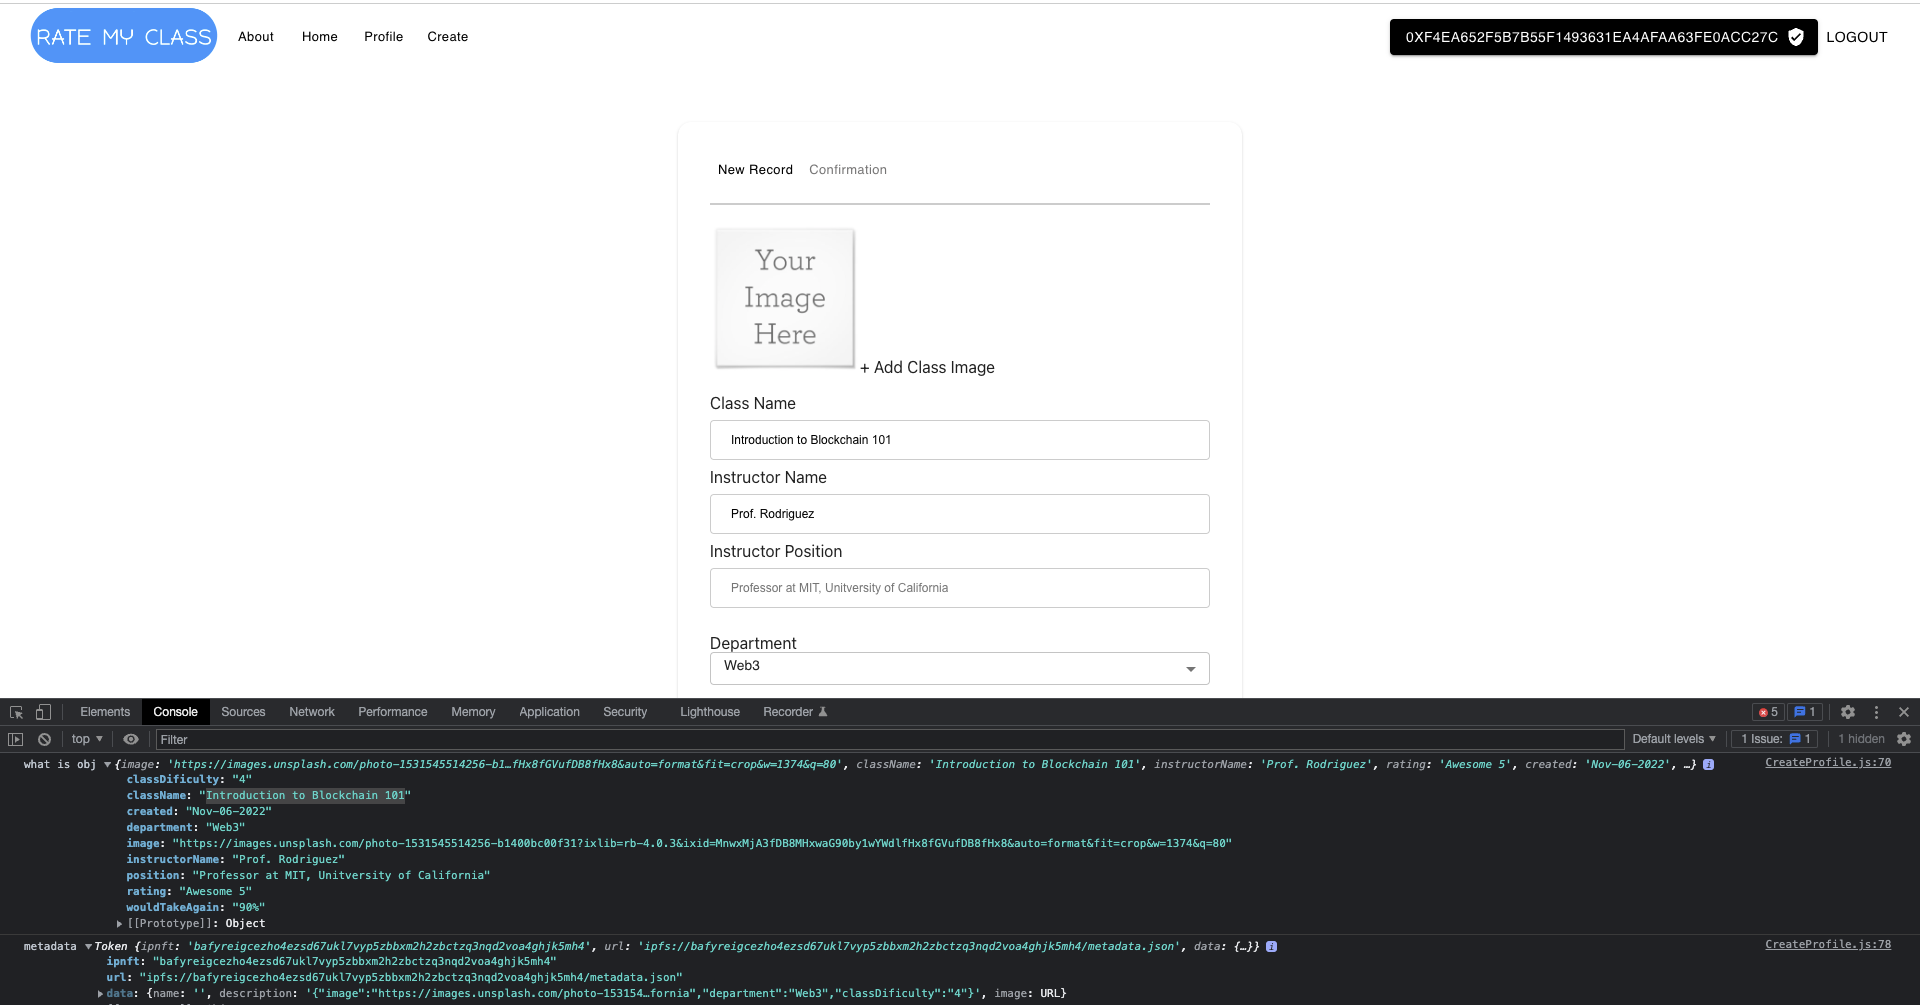 RATE MY CLASS About Home Profile Create 0XF4EA652F5B7B55F1493631EA4AFAA63FE0ACC27C LOGOUT
New Record Confirmation
Your
Image
Here
+ Add Class Image
Class Name
Introduction to Blockchain 101
Instructor Name
Prof. Rodriguez
Instructor Position
Professor at MIT, Unitversity of California
Department
Web3
Elements Console Sources Network Performance Memory Application Security Lighthouse Recorder 5 1
top Filter Default levels 1 Issue: 1 1 hidden
what is obj {image: 'https://images.unsplash.com/photo-1531545514256-b1…fHx8fGVufDB8fHx8&auto=format&fit=crop&w=1374&q=80', className: 'Introduction to Blockchain 101', instructorName: 'Prof. Rodriguez', rating: 'Awesome 5', created: 'Nov-06-2022', …} i CreateProfile.js:70
classDificulty: "4"
className: "Introduction to Blockchain 101"
created: "Nov-06-2022"
department: "Web3"
image: "https://images.unsplash.com/photo-1531545514256-b1400bc00f31?ixlib=rb-4.0.3&ixid=MnwxMjA3fDB8MHxwaG90by1wYWdlfHx8fGVufDB8fHx8&auto=format&fit=crop&w=1374&q=80"
instructorName: "Prof. Rodriguez"
position: "Professor at MIT, Unitversity of California"
rating: "Awesome 5"
wouldTakeAgain: "90%"
[[Prototype]]: Object
metadata Token {ipnft: 'bafyreigcezho4ezsd67ukl7vyp5zbbxm2h2zbctzq3nqd2voa4ghjk5mh4', url: 'ipfs://bafyreigcezho4ezsd67ukl7vyp5zbbxm2h2zbctzq3nqd2voa4ghjk5mh4/metadata.json', data: {…}} i CreateProfile.js:78
ipnft: "bafyreigcezho4ezsd67ukl7vyp5zbbxm2h2zbctzq3nqd2voa4ghjk5mh4"
url: "ipfs://bafyreigcezho4ezsd67ukl7vyp5zbbxm2h2zbctzq3nqd2voa4ghjk5mh4/metadata.json"
data: {name: '', description: '{"image":"https://images.unsplash.com/photo-153154…fornia","department":"Web3","classDificulty":"4"}', image: URL}